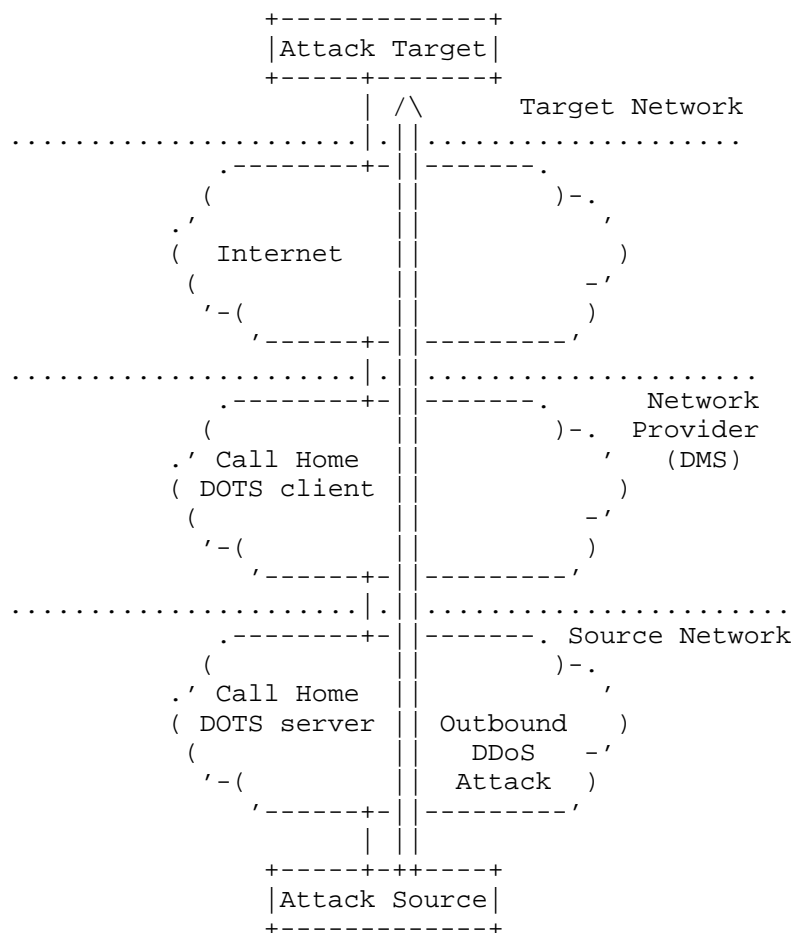 Attack Target
Target Network
Internet
Network
Provider
Call Home (DMS)
DOTS client
Source Network
Call Home
DOTS server Outbound
DDoS
Attack
Attack Source